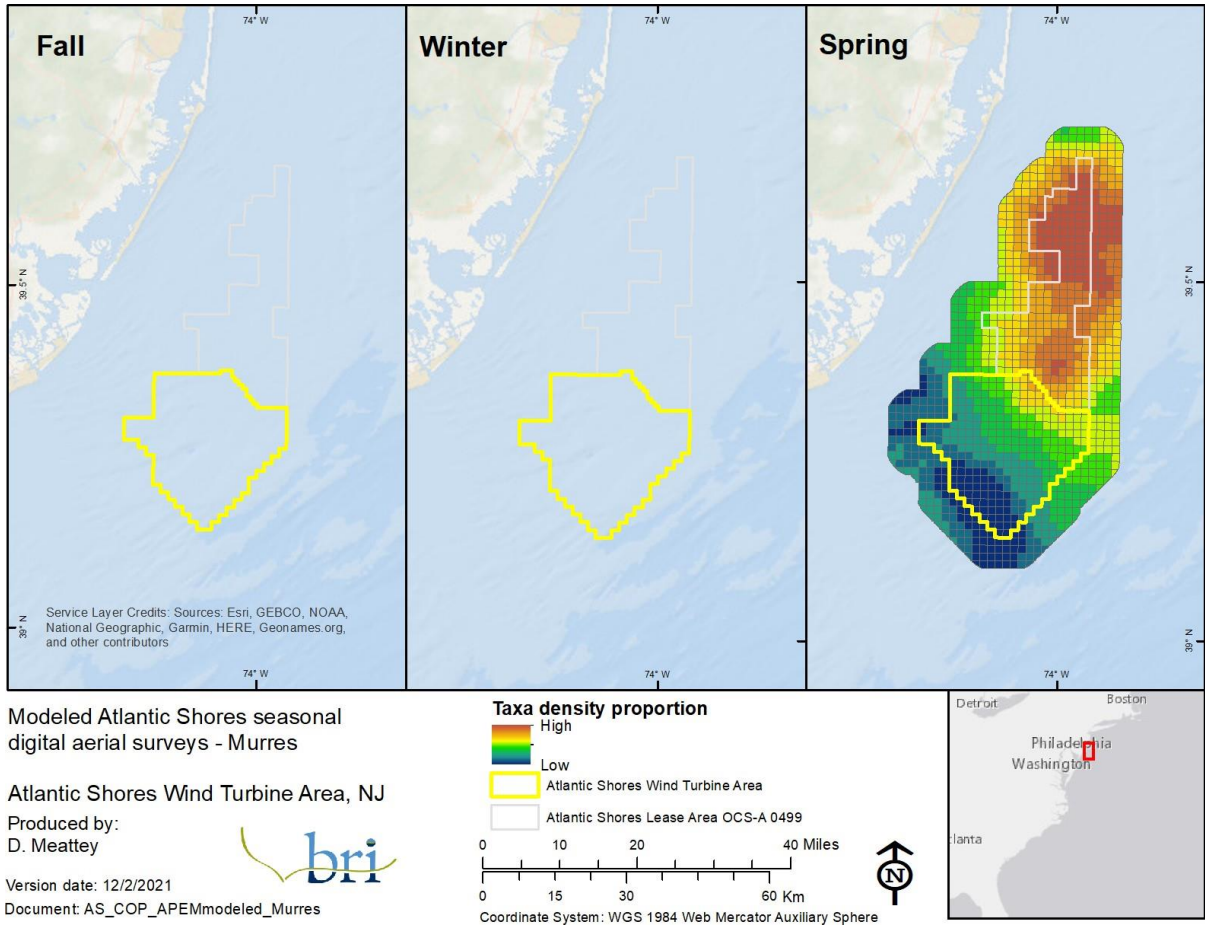 Fall
Winter
Spring
74° W
74° W
74° W
39.5° N
39.5° N
39° N
39° N
Service Layer Credits: Sources: Esri, GEBCO, NOAA,
National Geographic, Garmin, HERE, Geonames.org,
and other contributors
74° W
74° W
74° W
Modeled Atlantic Shores seasonal
digital aerial surveys - Murres
Atlantic Shores Wind Turbine Area, NJ
Produced by:
D. Meattey
bri
Version date: 12/2/2021
Document: AS_COP_APEMmodeled_Murres
Taxa density proportion
High
Low
Atlantic Shores Wind Turbine Area
Atlantic Shores Lease Area OCS-A 0499
0 10 20 40 Miles
0 15 30 60 Km
Coordinate System: WGS 1984 Web Mercator Auxiliary Sphere
N
Detroit
Boston
Philadelphia
Washington
lanta